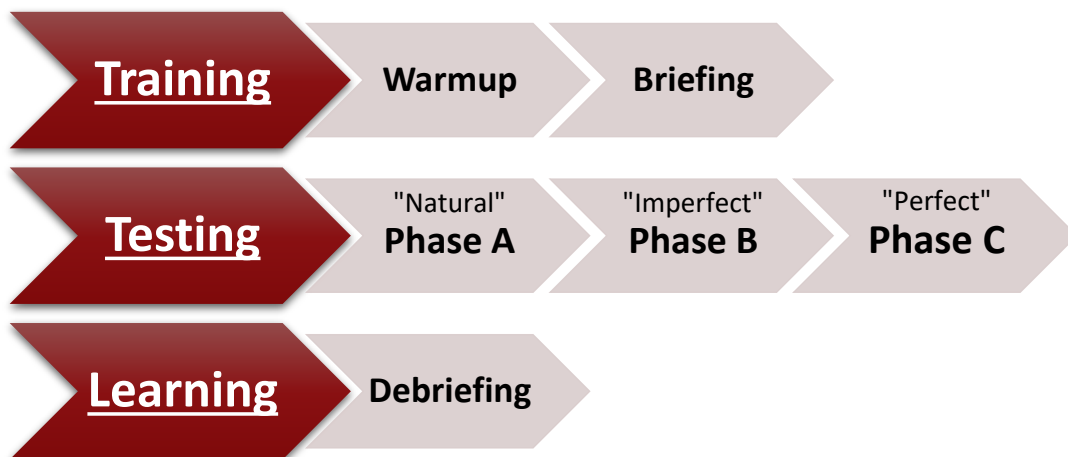 Training
Warmup
Briefing
Testing
"Natural"
Phase A
"Imperfect"
Phase B
"Perfect"
Phase C
Learning
Debriefing